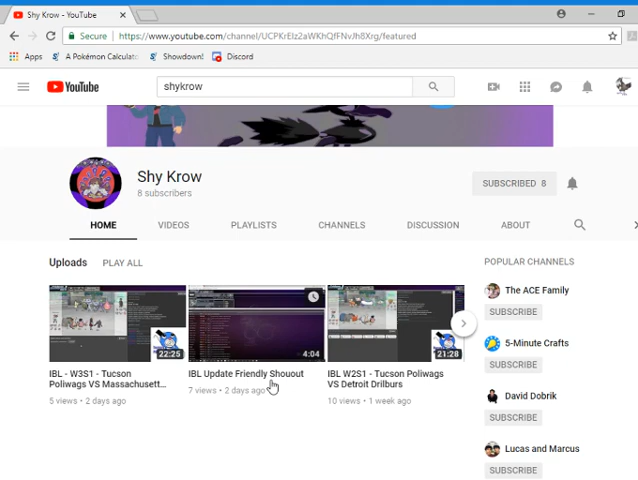 Shy Krow - YouTube
Secure
https://www.youtube.com/channel/UCPKrEIz2aWKhQfFNvJh8Xrg/featured
Apps
A Pokémon Calculato
Showdown!
Discord
YouTube
shykrow
Shy Krow
8 subscribers
SUBSCRIBED 8
HOME
VIDEOS
PLAYLISTS
CHANNELS
DISCUSSION
ABOUT
Uploads
PLAY ALL
POPULAR CHANNELS
22:25
4:04
21:28
IBL - W3S1 - Tucson
Poliwags VS Massachusett...
5 views • 2 days ago
IBL Update Friendly Shouout
7 views • 2 days ago
IBL W2S1 - Tucson Poliwags
VS Detroit Drilburs
10 views • 1 week ago
The ACE Family
SUBSCRIBE
5-Minute Crafts
SUBSCRIBE
David Dobrik
SUBSCRIBE
Lucas and Marcus
SUBSCRIBE